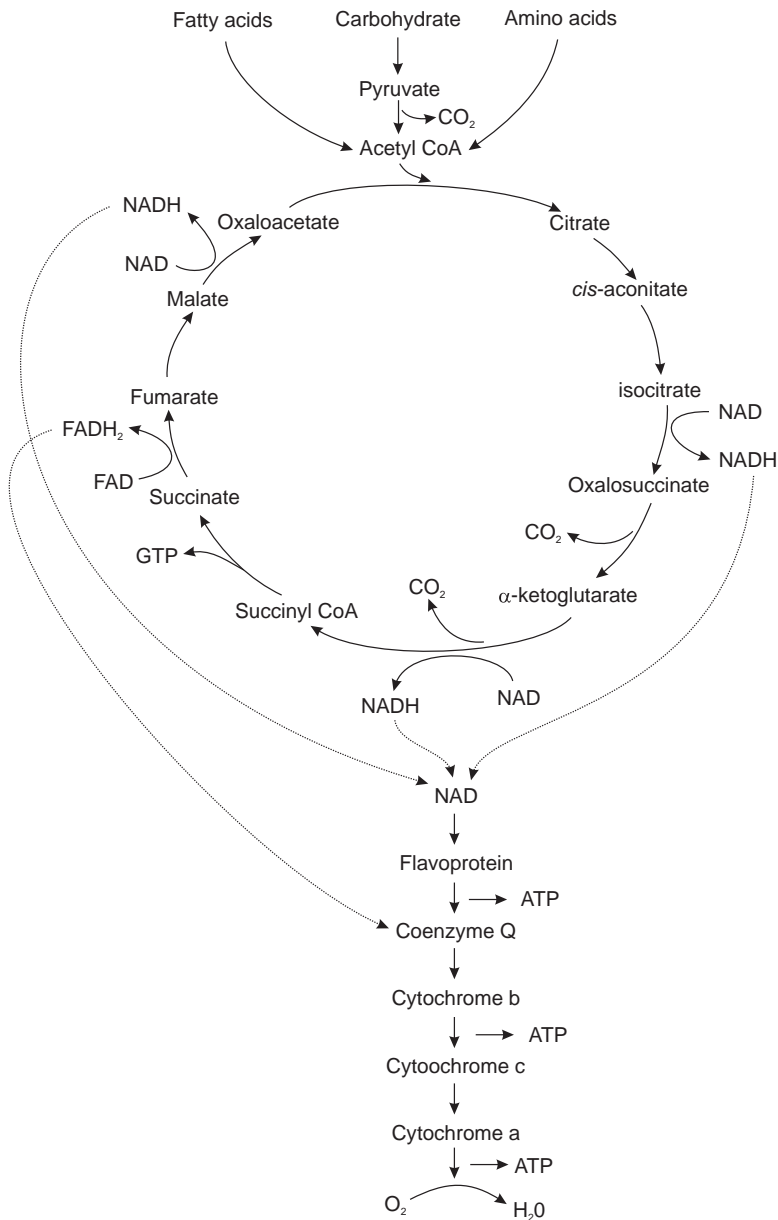 Fatty acids
Carbohydrate
Amino acids
Pyruvate
CO₂
Acetyl CoA
NADH
Oxaloacetate
Citrate
NAD
Malate
cis-aconitate
Fumarate
isocitrate
NAD
FADH₂
NADH
FAD
Succinate
Oxalosuccinate
CO₂
GTP
CO₂
α-ketoglutarate
Succinyl CoA
NADH
NAD
NAD
Flavoprotein
ATP
Coenzyme Q
Cytochrome b
ATP
Cytoochrome c
Cytochrome a
ATP
O₂
H₂0